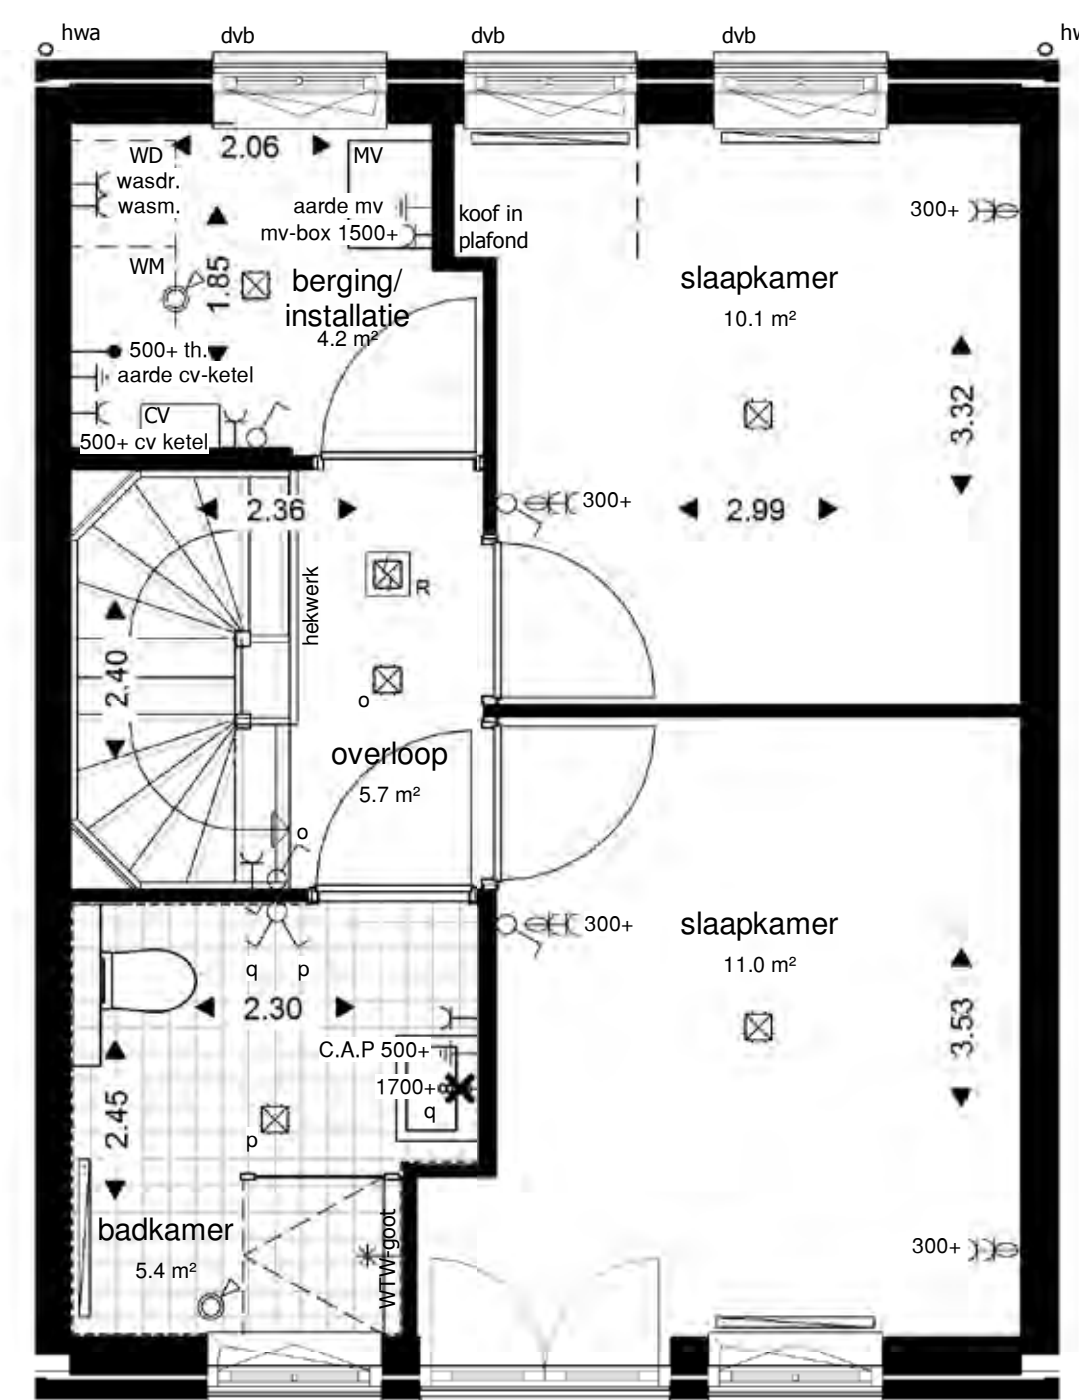 hwa
dvb
dvb
dvb
2.06
WD
wasdr.
wasm.
MV
aarde mv
mv-box 1500+
koof in
plafond
300+
WM
1.85
berging/
installatie
4.2 m²
slaapkamer
10.1 m²
500+ th.
aarde cv-ketel
CV
500+ cv ketel
3.32
2.36
300+
2.99
hekwerk
R
2.40
o
overloop
5.7 m²
o
300+
slaapkamer
11.0 m²
q
p
2.30
3.53
C.A.P 500+
1700+
q
2.45
p
badkamer
5.4 m²
WTW-goot
300+